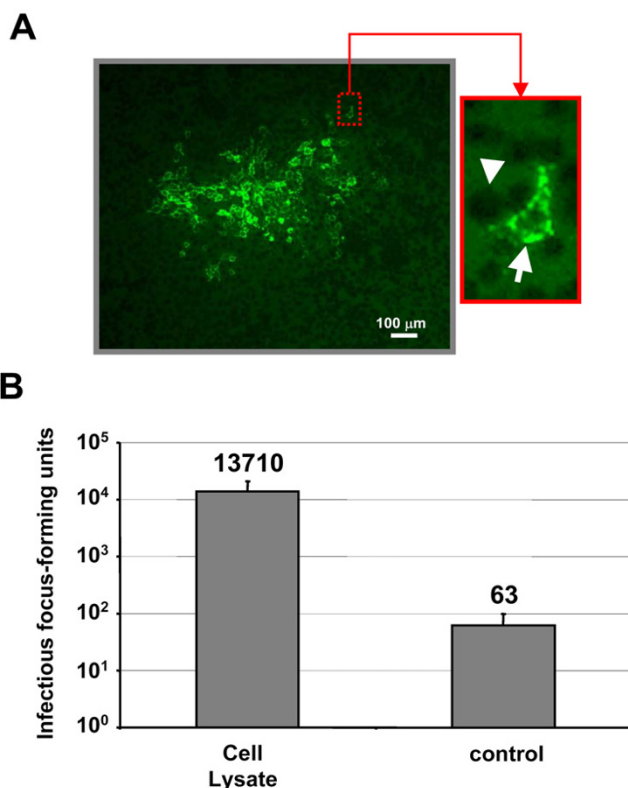 A
100 μm
B
Infectious focus-forming units
10⁵
10⁴
10³
10²
10¹
10⁰
13710
63
Cell
Lysate
control